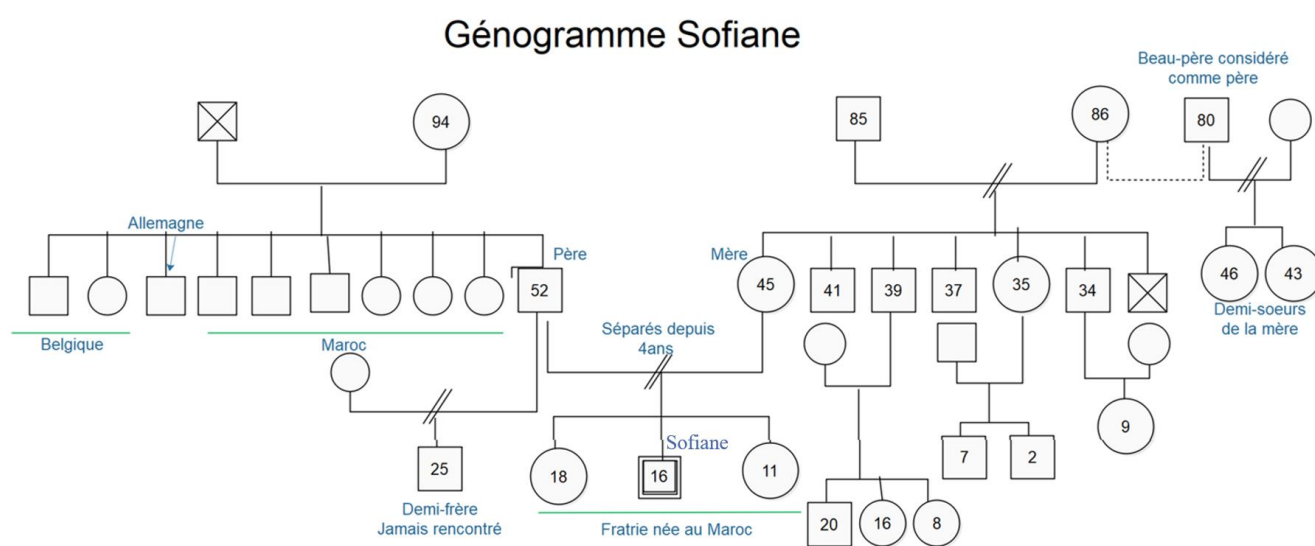 Génogramme Sofiane
Beau-père considéré
comme père
94
85
86
80
Allemagne
Père
Mère
52
45
41
39
37
35
34
46
43
Belgique
Maroc
Séparés depuis
4ans
Demi-soeurs
de la mère
Sofiane
25
18
16
11
7
2
9
Demi-frère
Jamais rencontré
Fratrie née au Maroc
20
16
8